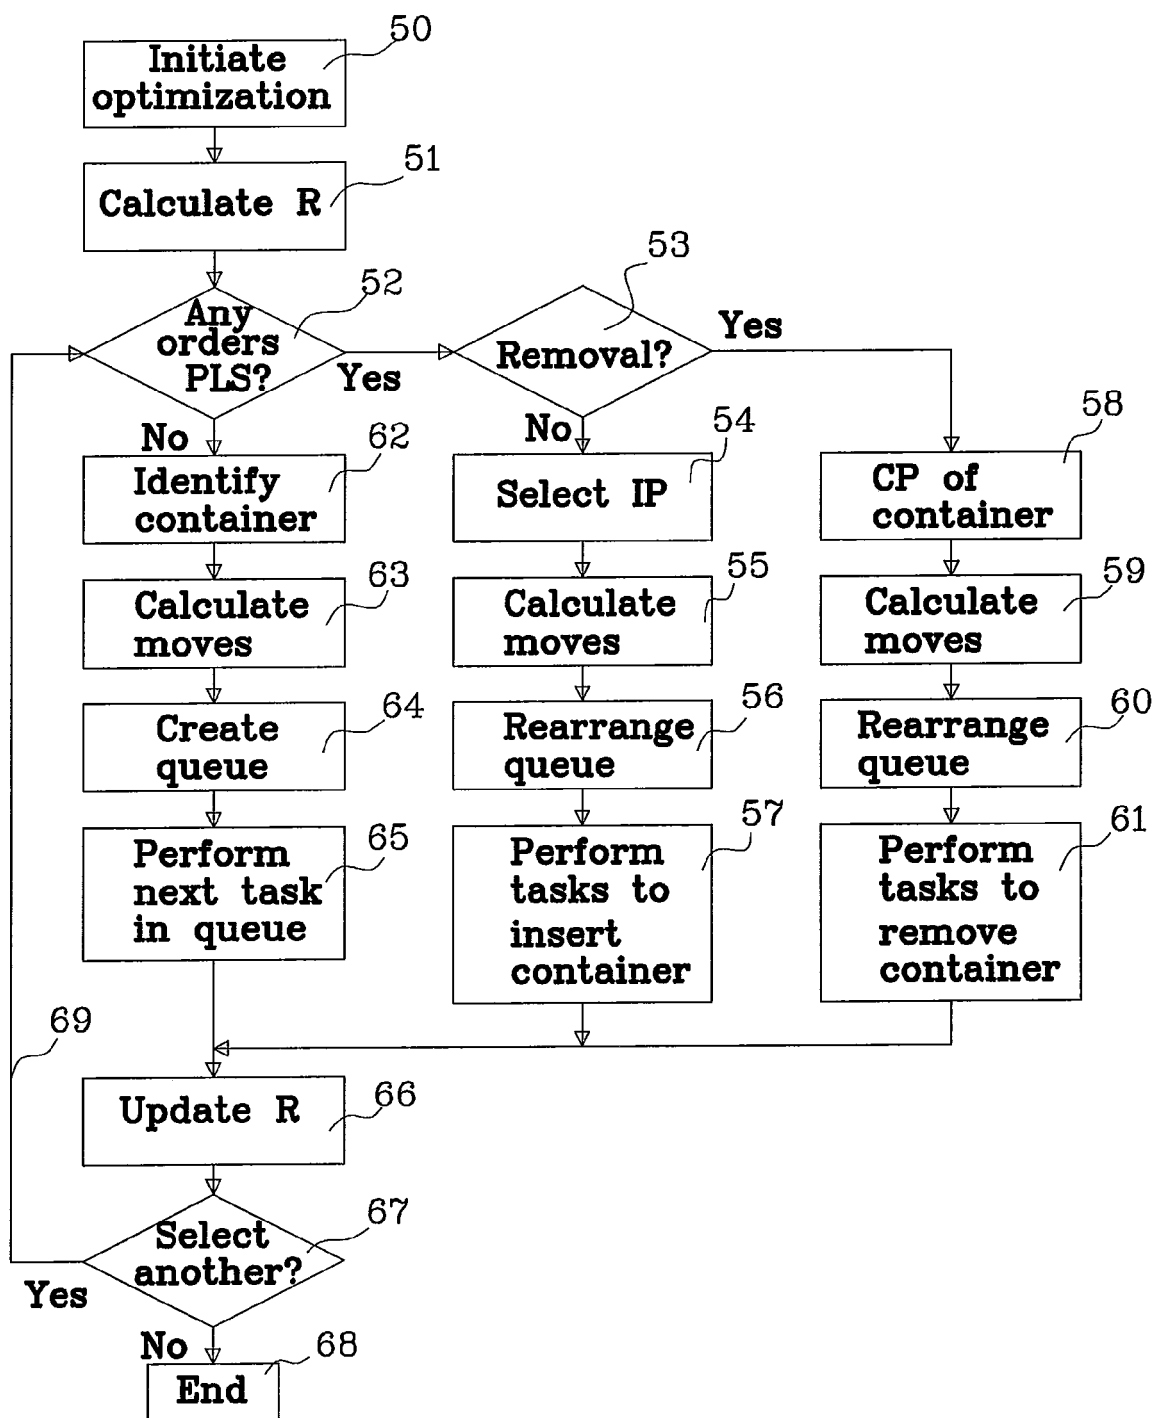 50
Initiate
optimization
51
Calculate R
52
Any
orders
PLS?
Yes
No
53
Removal?
Yes
No
62
Identify
container
54
Select IP
58
CP of
container
63
Calculate
moves
55
Calculate
moves
59
Calculate
moves
64
Create
queue
56
Rearrange
queue
60
Rearrange
queue
65
Perform
next task
in queue
57
Perform
tasks to
insert
container
61
Perform
tasks to
remove
container
69
66
Update R
67
Select
another?
Yes
No
68
End